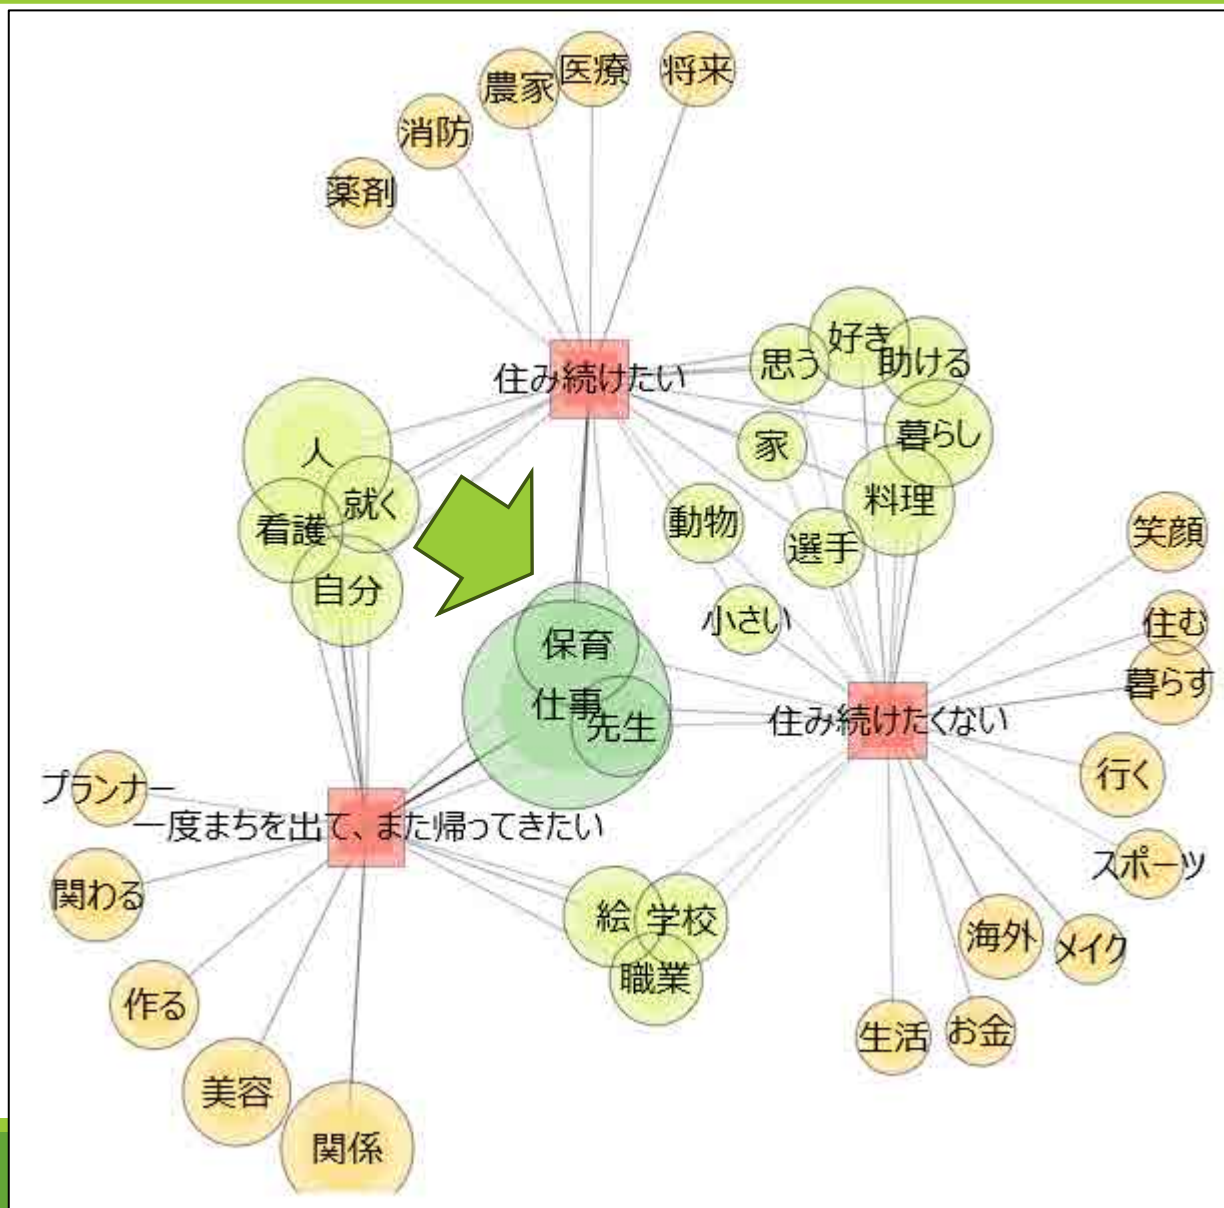 将来
医療
農家
消防
薬剤
住み続けたい
好き
思う
助ける
暮らし
家
料理
人
就く
看護
自分
動物
選手
小さい
笑顔
住む
暮らす
保育
仕事
先生
住み続けたくない
行く
プランナー
一度まちを出て、また帰ってきたい
スポーツ
関わる
絵
学校
職業
海外
メイク
作る
生活
お金
美容
関係